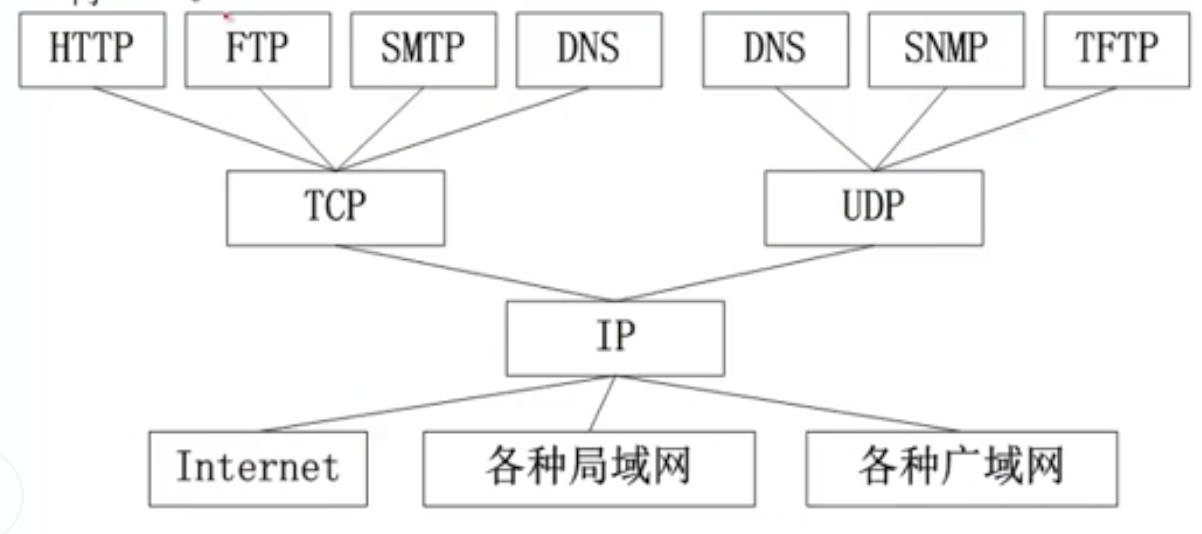 HTTP FTP SMTP DNS DNS SNMP TFTP
TCP UDP
IP
Internet 各种局域网 各种广域网